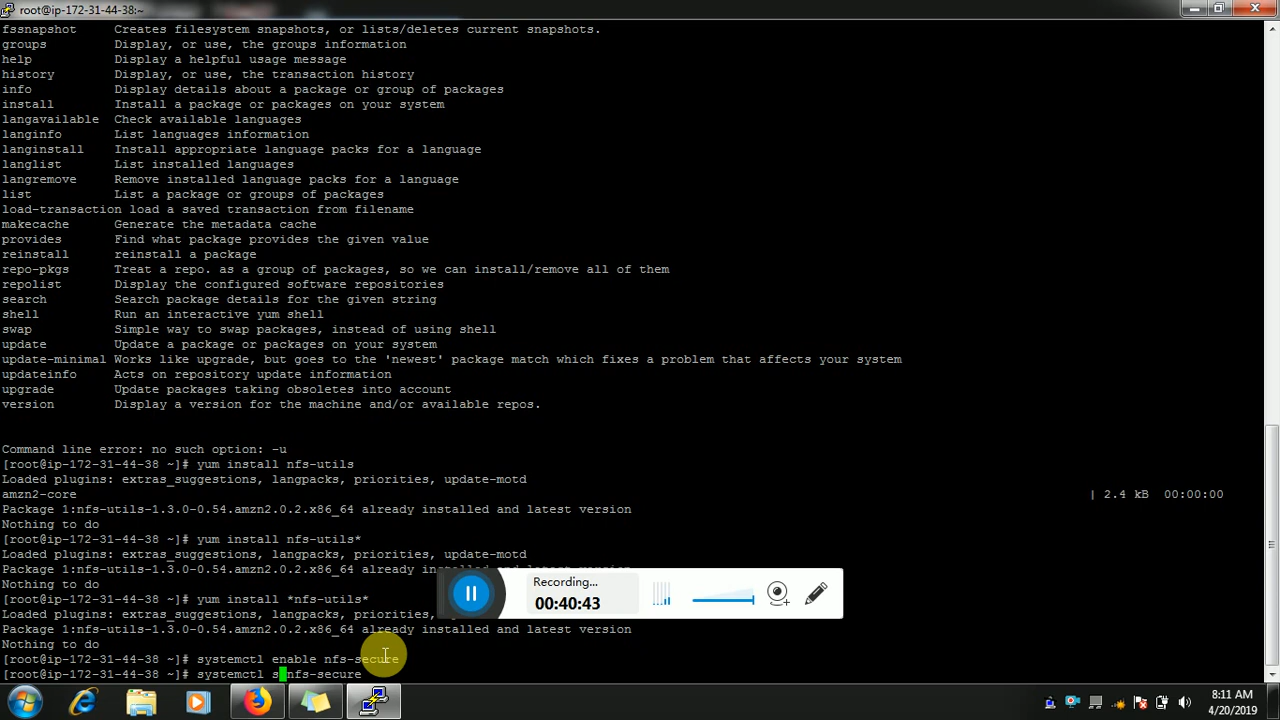 root@ip-172-31-44-38:~
fssnapshot Creates filesystem snapshots, or lists/deletes current snapshots.
groups Display, or use, the groups information
help Display a helpful usage message
history Display, or use, the transaction history
info Display details about a package or group of packages
install Install a package or packages on your system
langavailable Check available languages
langinfo List languages information
langinstall Install appropriate language packs for a language
langlist List installed languages
langremove Remove installed language packs for a language
list List a package or groups of packages
load-transaction load a saved transaction from filename
makecache Generate the metadata cache
provides Find what package provides the given value
reinstall reinstall a package
repo-pkgs Treat a repo. as a group of packages, so we can install/remove all of them
repolist Display the configured software repositories
search Search package details for the given string
shell Run an interactive yum shell
swap Simple way to swap packages, instead of using shell
update Update a package or packages on your system
update-minimal Works like upgrade, but goes to the 'newest' package match which fixes a problem that affects your system
updateinfo Acts on repository update information
upgrade Update packages taking obsoletes into account
version Display a version for the machine and/or available repos.
Command line error: no such option: -u
[root@ip-172-31-44-38 ~]# yum install nfs-utils
Loaded plugins: extras_suggestions, langpacks, priorities, update-motd
amzn2-core | 2.4 kB 00:00:00
Package 1:nfs-utils-1.3.0-0.54.amzn2.0.2.x86_64 already installed and latest version
Nothing to do
[root@ip-172-31-44-38 ~]# yum install nfs-utils*
Loaded plugins: extras_suggestions, langpacks, priorities, update-motd
Package 1:nfs-utils-1.3.0-0.54.amzn2.0.2.x86_64 already installed and latest version
Nothing to do
[root@ip-172-31-44-38 ~]# yum install *nfs-utils*
Loaded plugins: extras_suggestions, langpacks, priorities,
Package 1:nfs-utils-1.3.0-0.54.amzn2.0.2.x86_64 already installed and latest version
Nothing to do
[root@ip-172-31-44-38 ~]# systemctl enable nfs-secure
[root@ip-172-31-44-38 ~]# systemctl s nfs-secure
Recording...
00:40:43
8:11 AM
4/20/2019